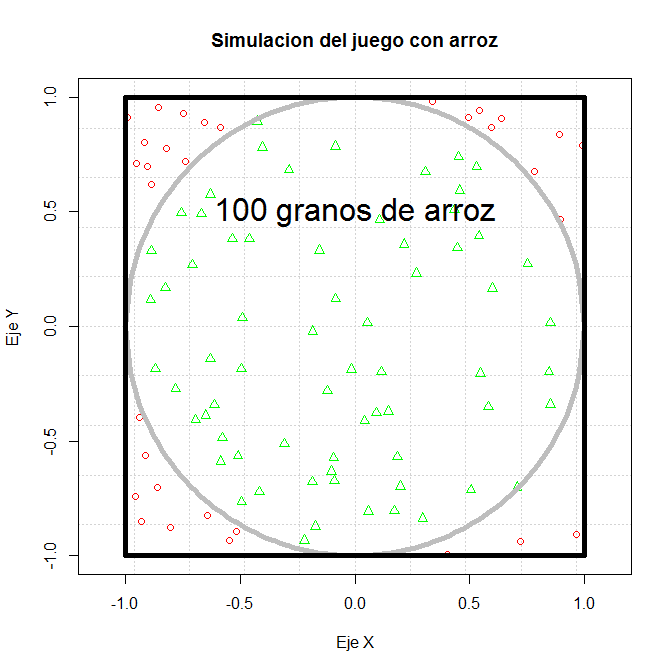 Simulacion del juego con arroz
100 granos de arroz
Eje Y
1.0
0.5
0.0
-0.5
-1.0
-1.0 -0.5 0.0 0.5 1.0
Eje X